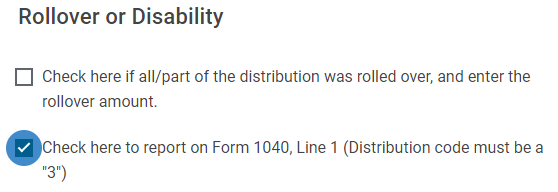 Rollover or Disability
Check here if all/part of the distribution was rolled over, and enter the
rollover amount.
Check here to report on Form 1040, Line 1 (Distribution code must be a
"3")